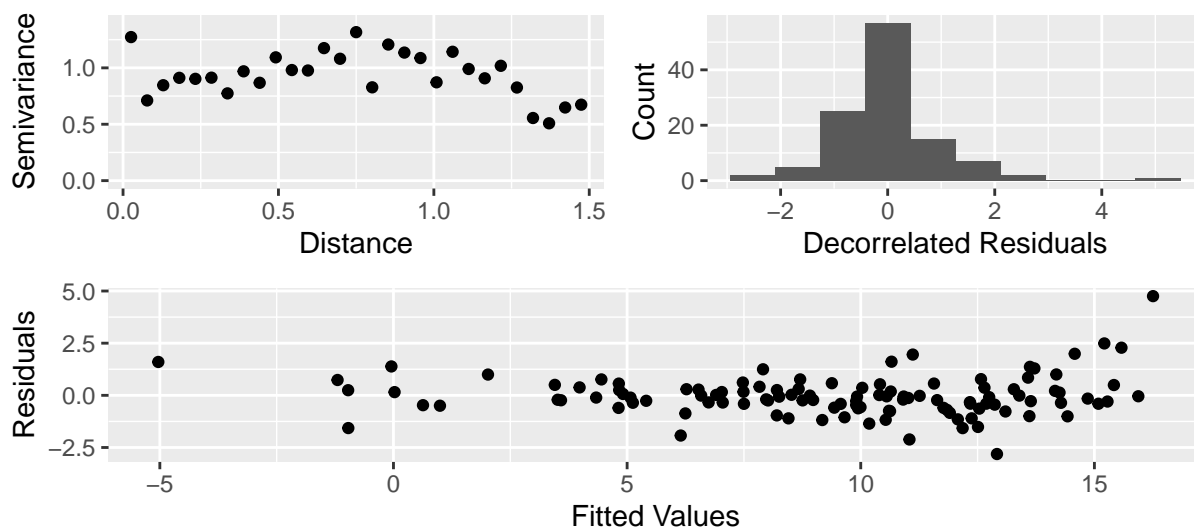 Semivariance
1.0
0.5
0.0
0.0 0.5 1.0 1.5
Distance
Count
40
20
0
−2 0 2 4
Decorrelated Residuals
Residuals
5.0
2.5
0.0
−2.5
−5 0 5 10 15
Fitted Values